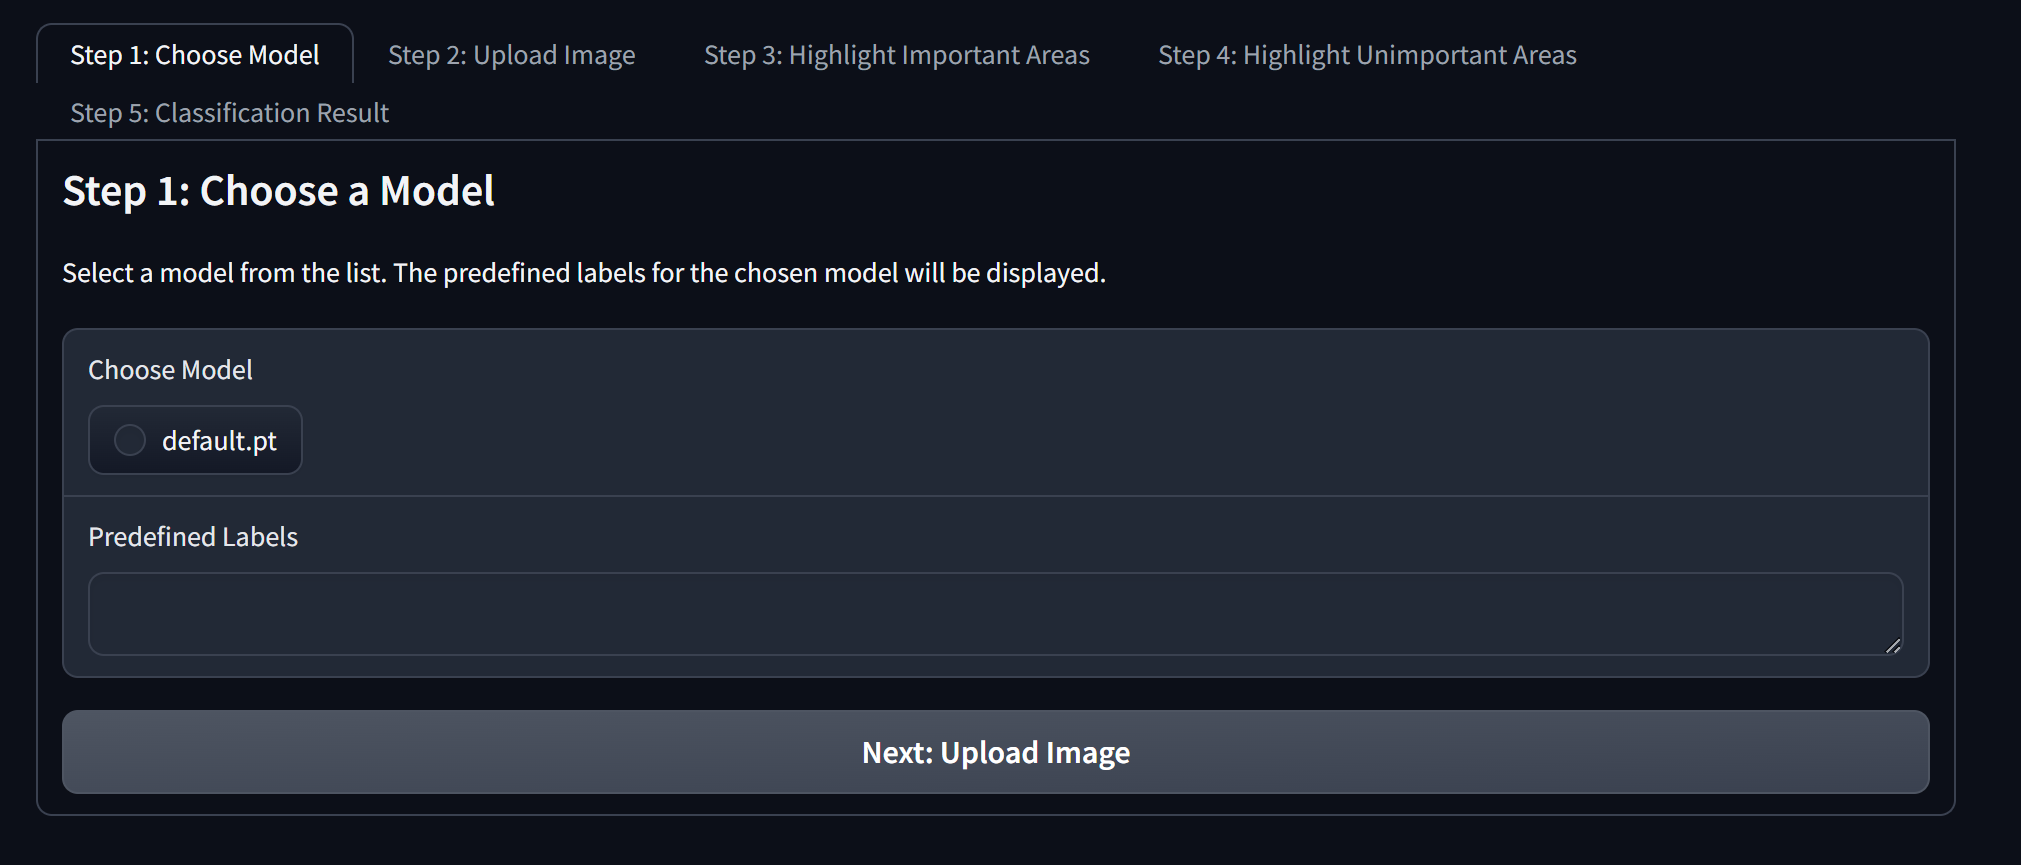 Step 1: Choose Model
Step 2: Upload Image
Step 3: Highlight Important Areas
Step 4: Highlight Unimportant Areas
Step 5: Classification Result
Step 1: Choose a Model
Select a model from the list. The predefined labels for the chosen model will be displayed.
Choose Model
default.pt
Predefined Labels
Next: Upload Image